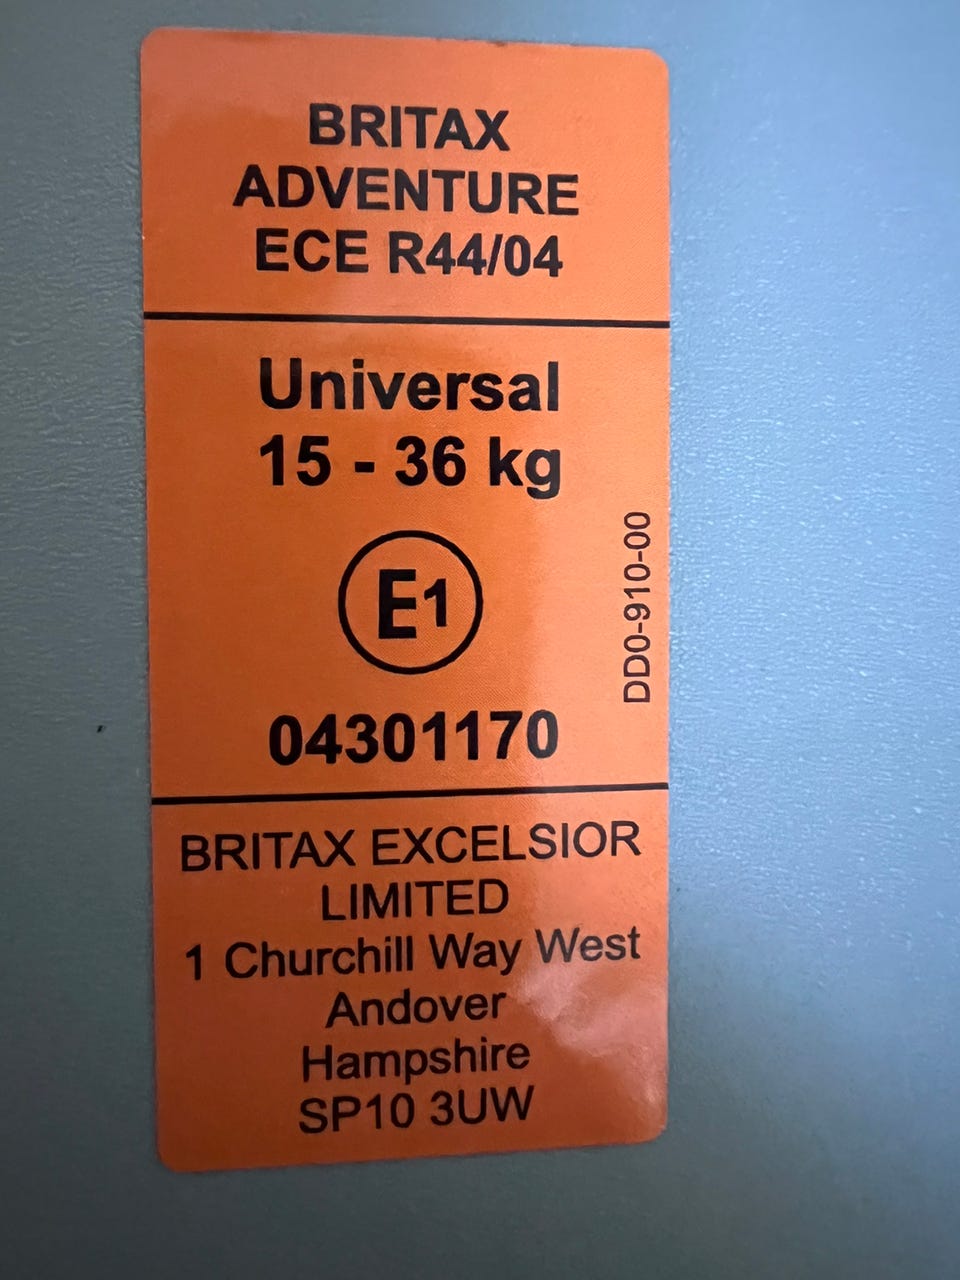 BRITAX
ADVENTURE
ECE R44/04
Universal
15 - 36 kg
E1
04301170
DD0-910-00
BRITAX EXCELSIOR
LIMITED
1 Churchill Way West
Andover
Hampshire
SP10 3UW